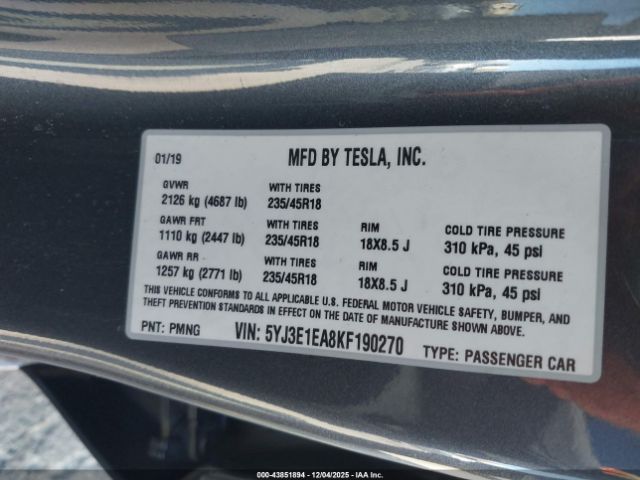 01/19 MFD BY TESLA, INC.
GVWR WITH TIRES
2126 kg (4687 lb) 235/45R18
GAWR FRT WITH TIRES RIM COLD TIRE PRESSURE
1110 kg (2447 lb) 235/45R18 18X8.5 J 310 kPa, 45 psi
GAWR RR WITH TIRES RIM COLD TIRE PRESSURE
1257 kg (2771 lb) 235/45R18 18X8.5 J 310 kPa, 45 psi
THIS VEHICLE CONFORMS TO ALL APPLICABLE U.S. FEDERAL MOTOR VEHICLE SAFETY, BUMPER, AND
THEFT PREVENTION STANDARDS IN EFFECT ON THE DATE OF MANUFACTURE SHOWN ABOVE.
PNT: PMNG VIN: 5YJ3E1EA8KF190270 TYPE: PASSENGER CAR
000-43851894 - 12/04/2025 - IAA, Inc.